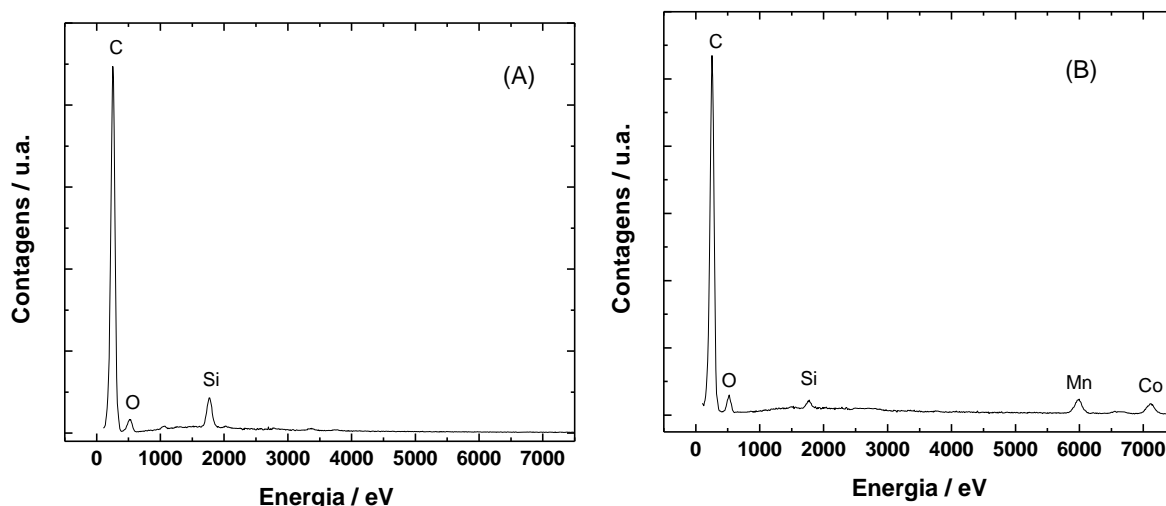 C
(A)
Si
O
Contagens / u.a.
0 1000 2000 3000 4000 5000 6000 7000
Energia / eV
C
(B)
O
Si
Mn
Co
Contagens / u.a.
0 1000 2000 3000 4000 5000 6000 7000
Energia / eV